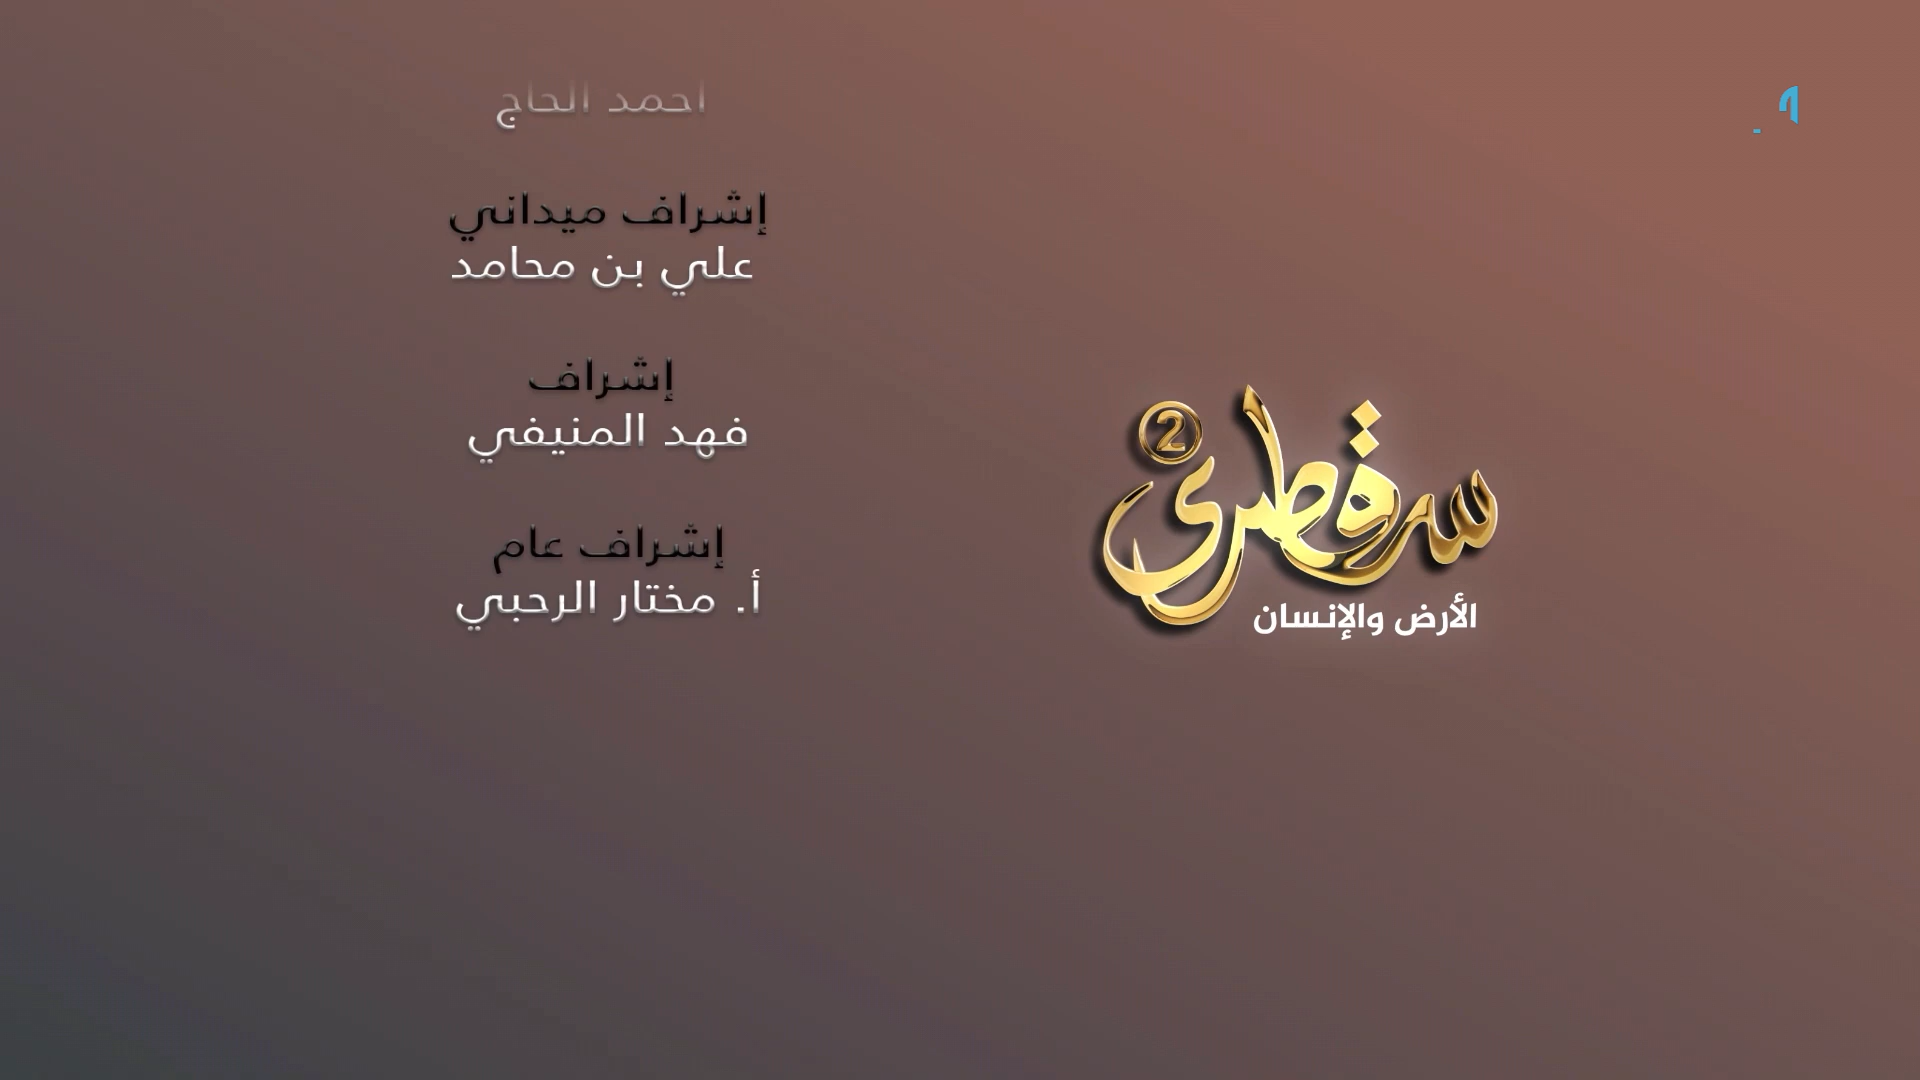 احمد الحاج
إشراف ميداني
علي بن محامد
إشراف
فهد المنيفي
إشراف عام
أ. مختار الرحبي
سقطرى 2
الأرض والإنسان